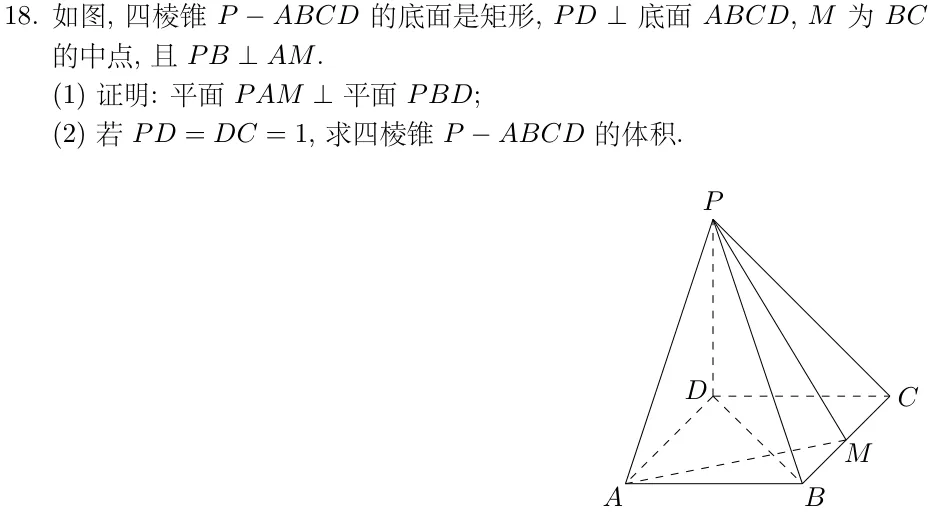 18. 如图, 四棱锥 P − ABCD 的底面是矩形, PD ⊥ 底面 ABCD, M 为 BC
的中点, 且 PB ⊥ AM.
(1) 证明: 平面 PAM ⊥ 平面 PBD;
(2) 若 PD = DC = 1, 求四棱锥 P − ABCD 的体积.
P
D
C
M
A
B